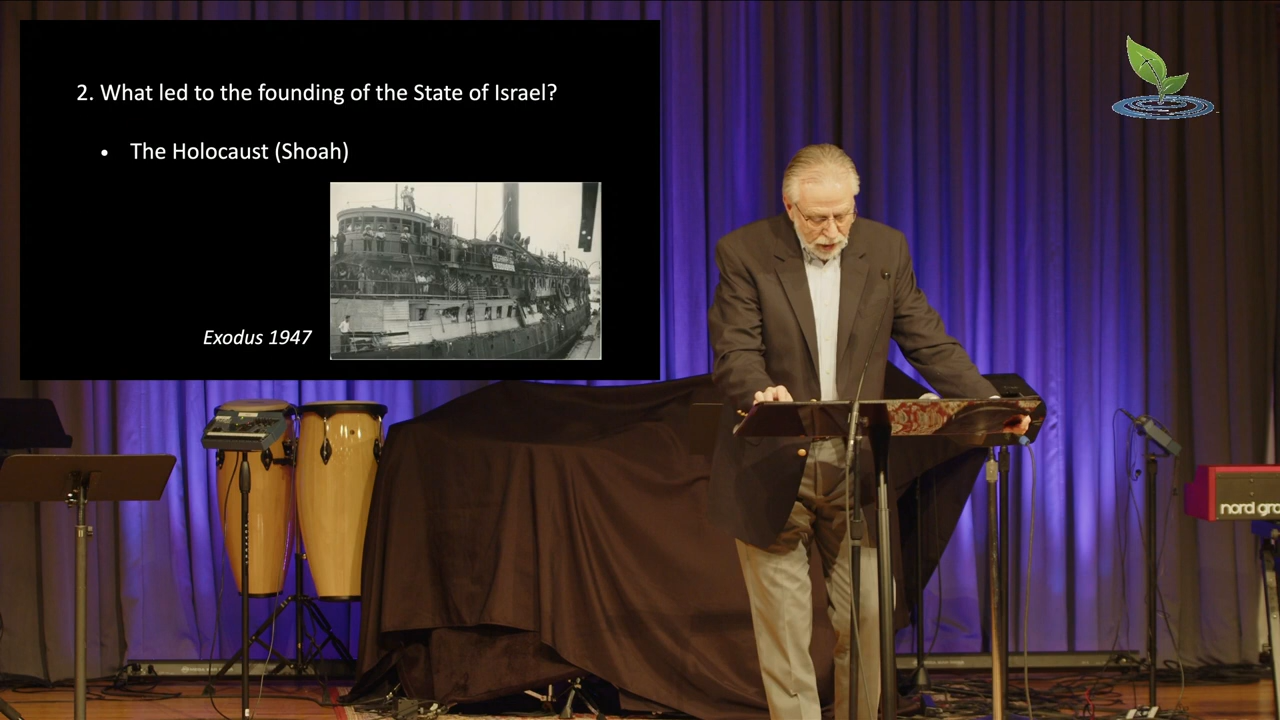 2. What led to the founding of the State of Israel?
• The Holocaust (Shoah)
Exodus 1947
nord gra